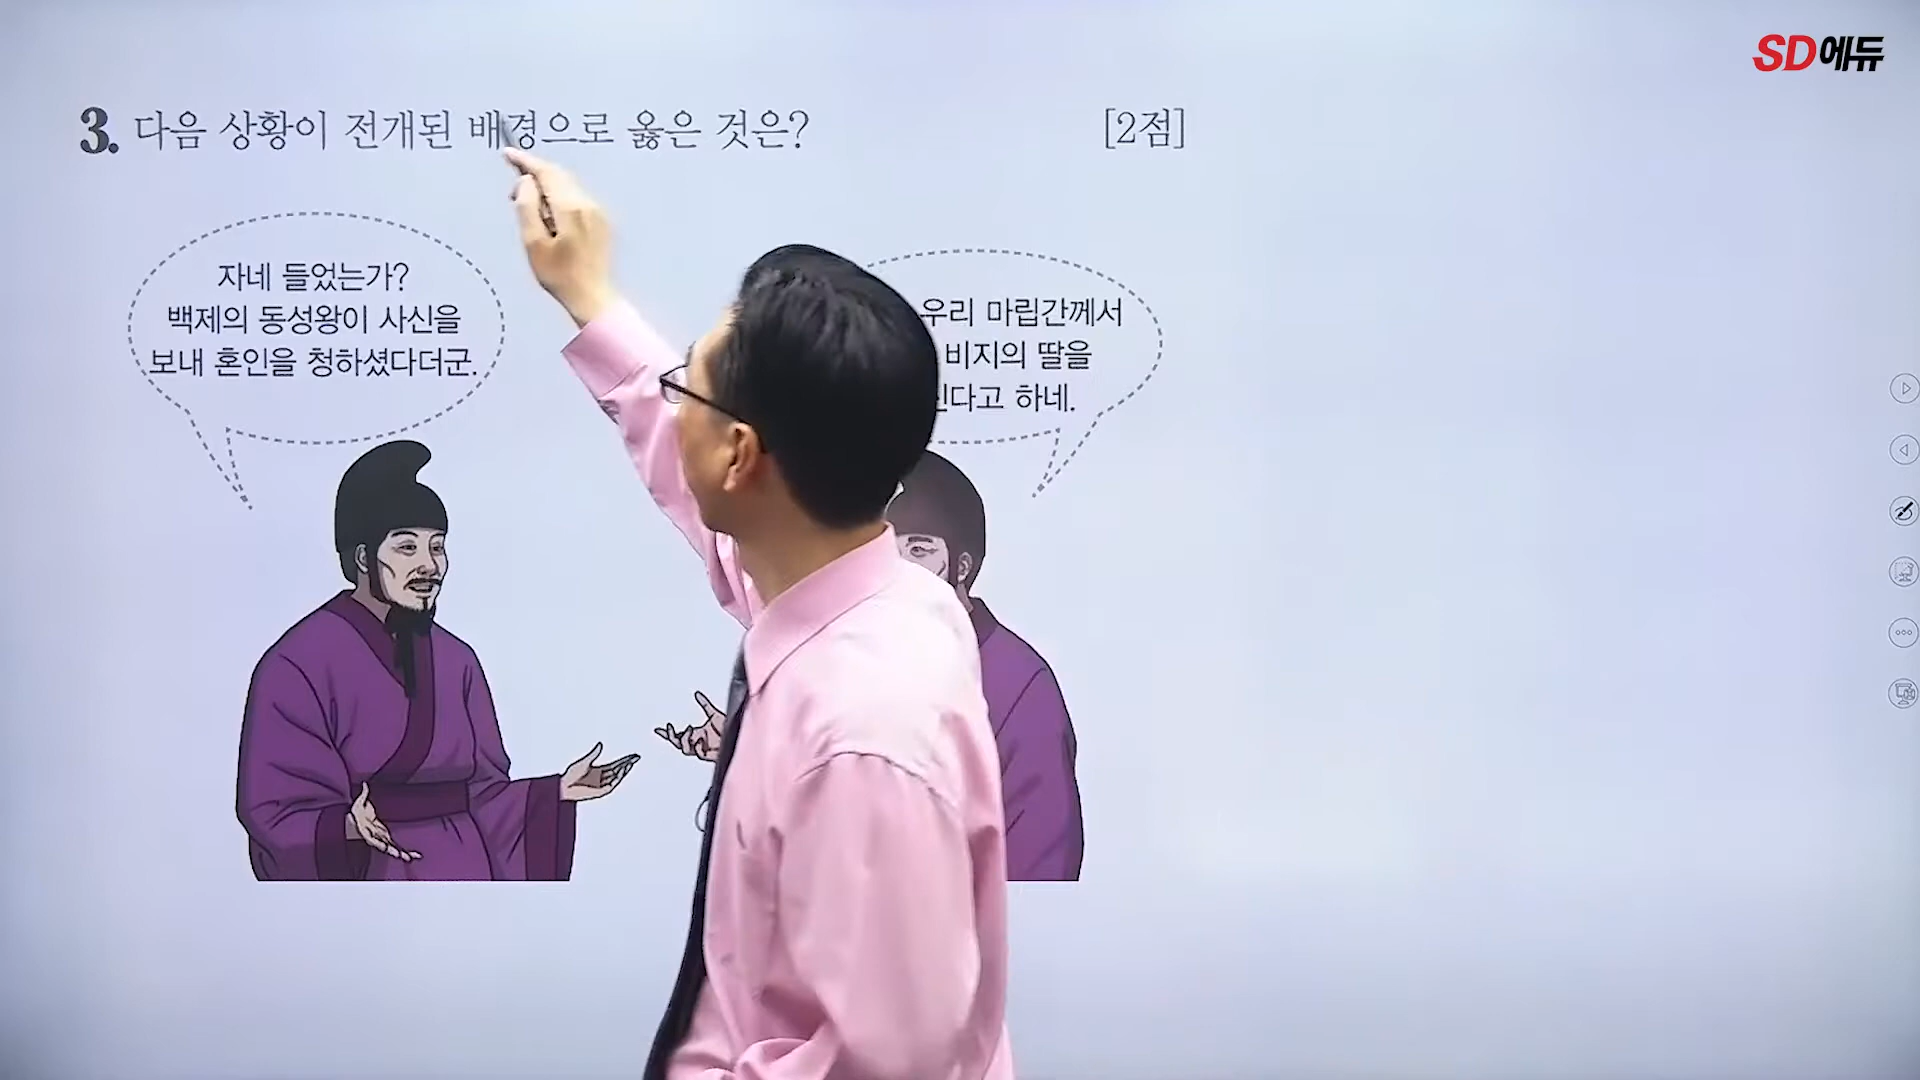 SD에듀
3. 다음 상황이 전개된 배경으로 옳은 것은? [2점]
자네 들었는가?
백제의 동성왕이 사신을
보내 혼인을 청하셨다더군.
우리 마립간께서
비지의 딸을
하네.